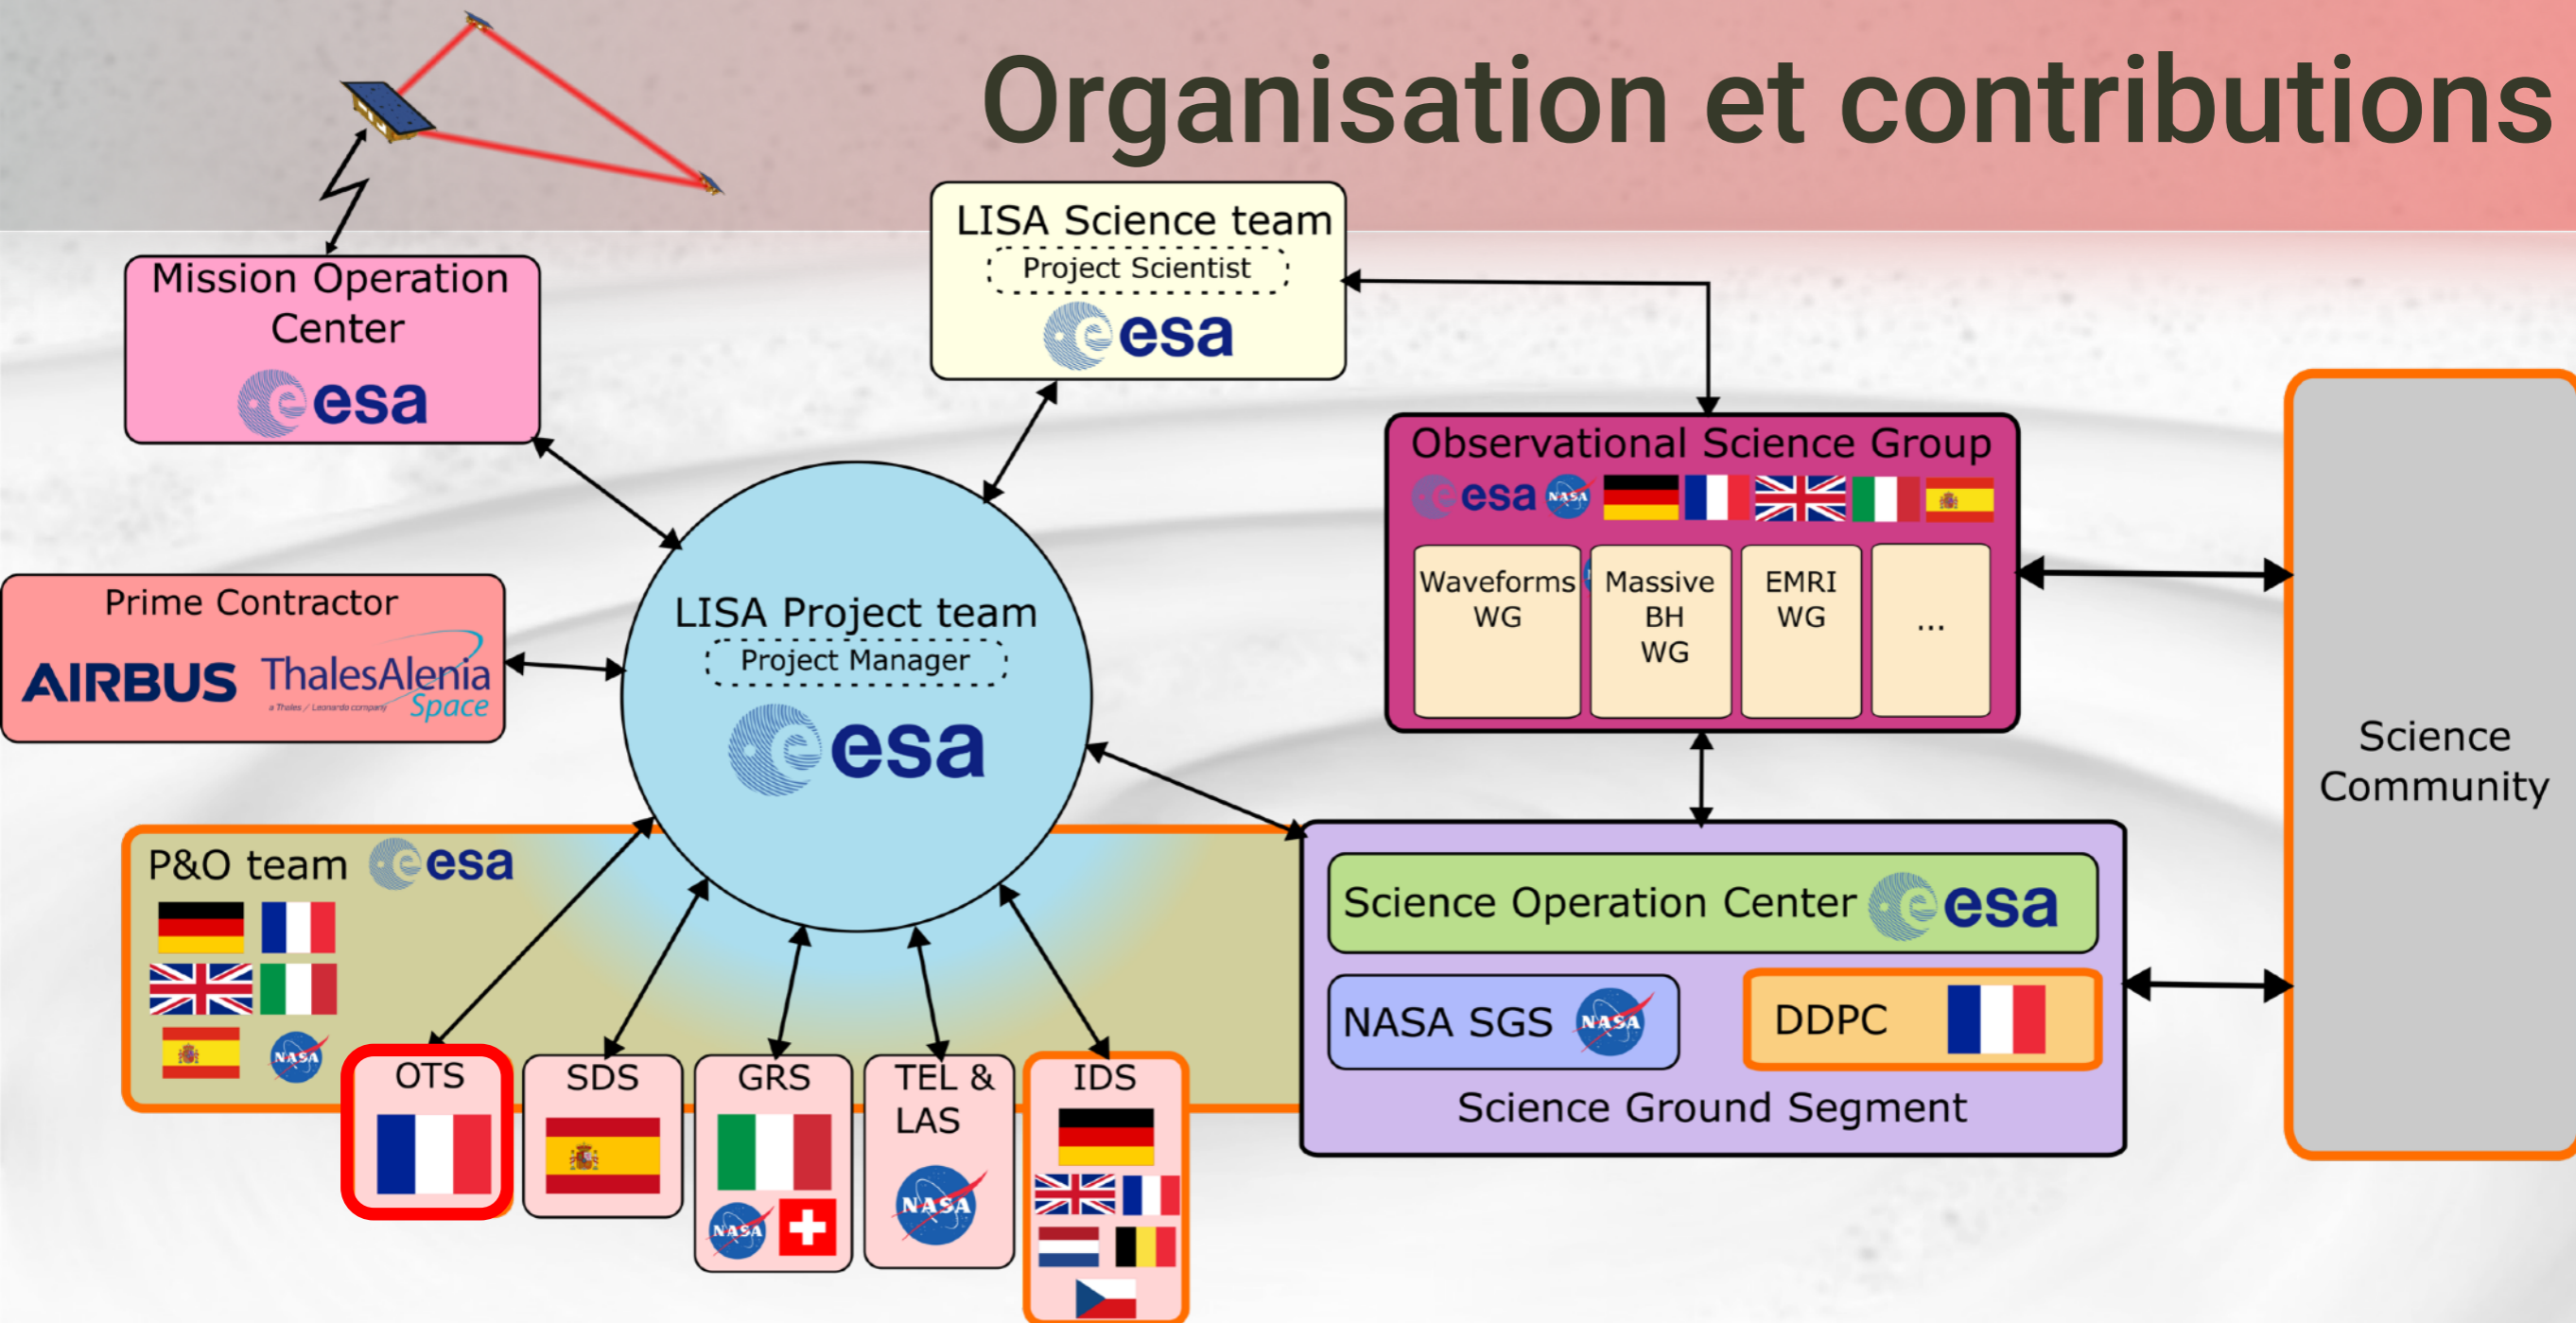 Organisation et contributions
LISA Science team
Project Scientist
esa
Mission Operation
Center
esa
Observational Science Group
esa NASA
Waveforms
WG
Massive
BH
WG
EMRI
WG
...
Prime Contractor
AIRBUS ThalesAlenia
a Thales / Leonardo company Space
LISA Project team
Project Manager
esa
Science
Community
P&O team esa
NASA
Science Operation Center esa
NASA SGS NASA
DDPC
Science Ground Segment
OTS
SDS
GRS
NASA
TEL &
LAS
NASA
IDS